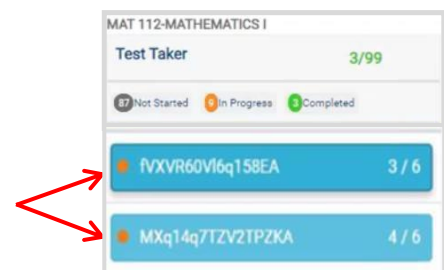 MAT 112-MATHEMATICS I
Test Taker 3/99
87 Not Started 9 In Progress 3 Completed
fVXVR60Vl6q158EA 3 / 6
MXq14q7TZV2TPZKA 4 / 6